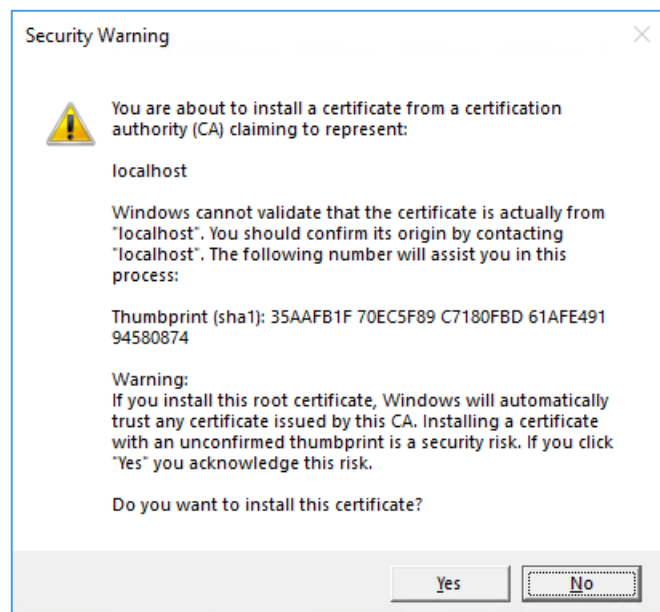 Security Warning
You are about to install a certificate from a certification
authority (CA) claiming to represent:
localhost
Windows cannot validate that the certificate is actually from
"localhost". You should confirm its origin by contacting
"localhost". The following number will assist you in this
process:
Thumbprint (sha1): 35AAFB1F 70EC5F89 C7180FBD 61AFE491
94580874
Warning:
If you install this root certificate, Windows will automatically
trust any certificate issued by this CA. Installing a certificate
with an unconfirmed thumbprint is a security risk. If you click
"Yes" you acknowledge this risk.
Do you want to install this certificate?
Yes
No